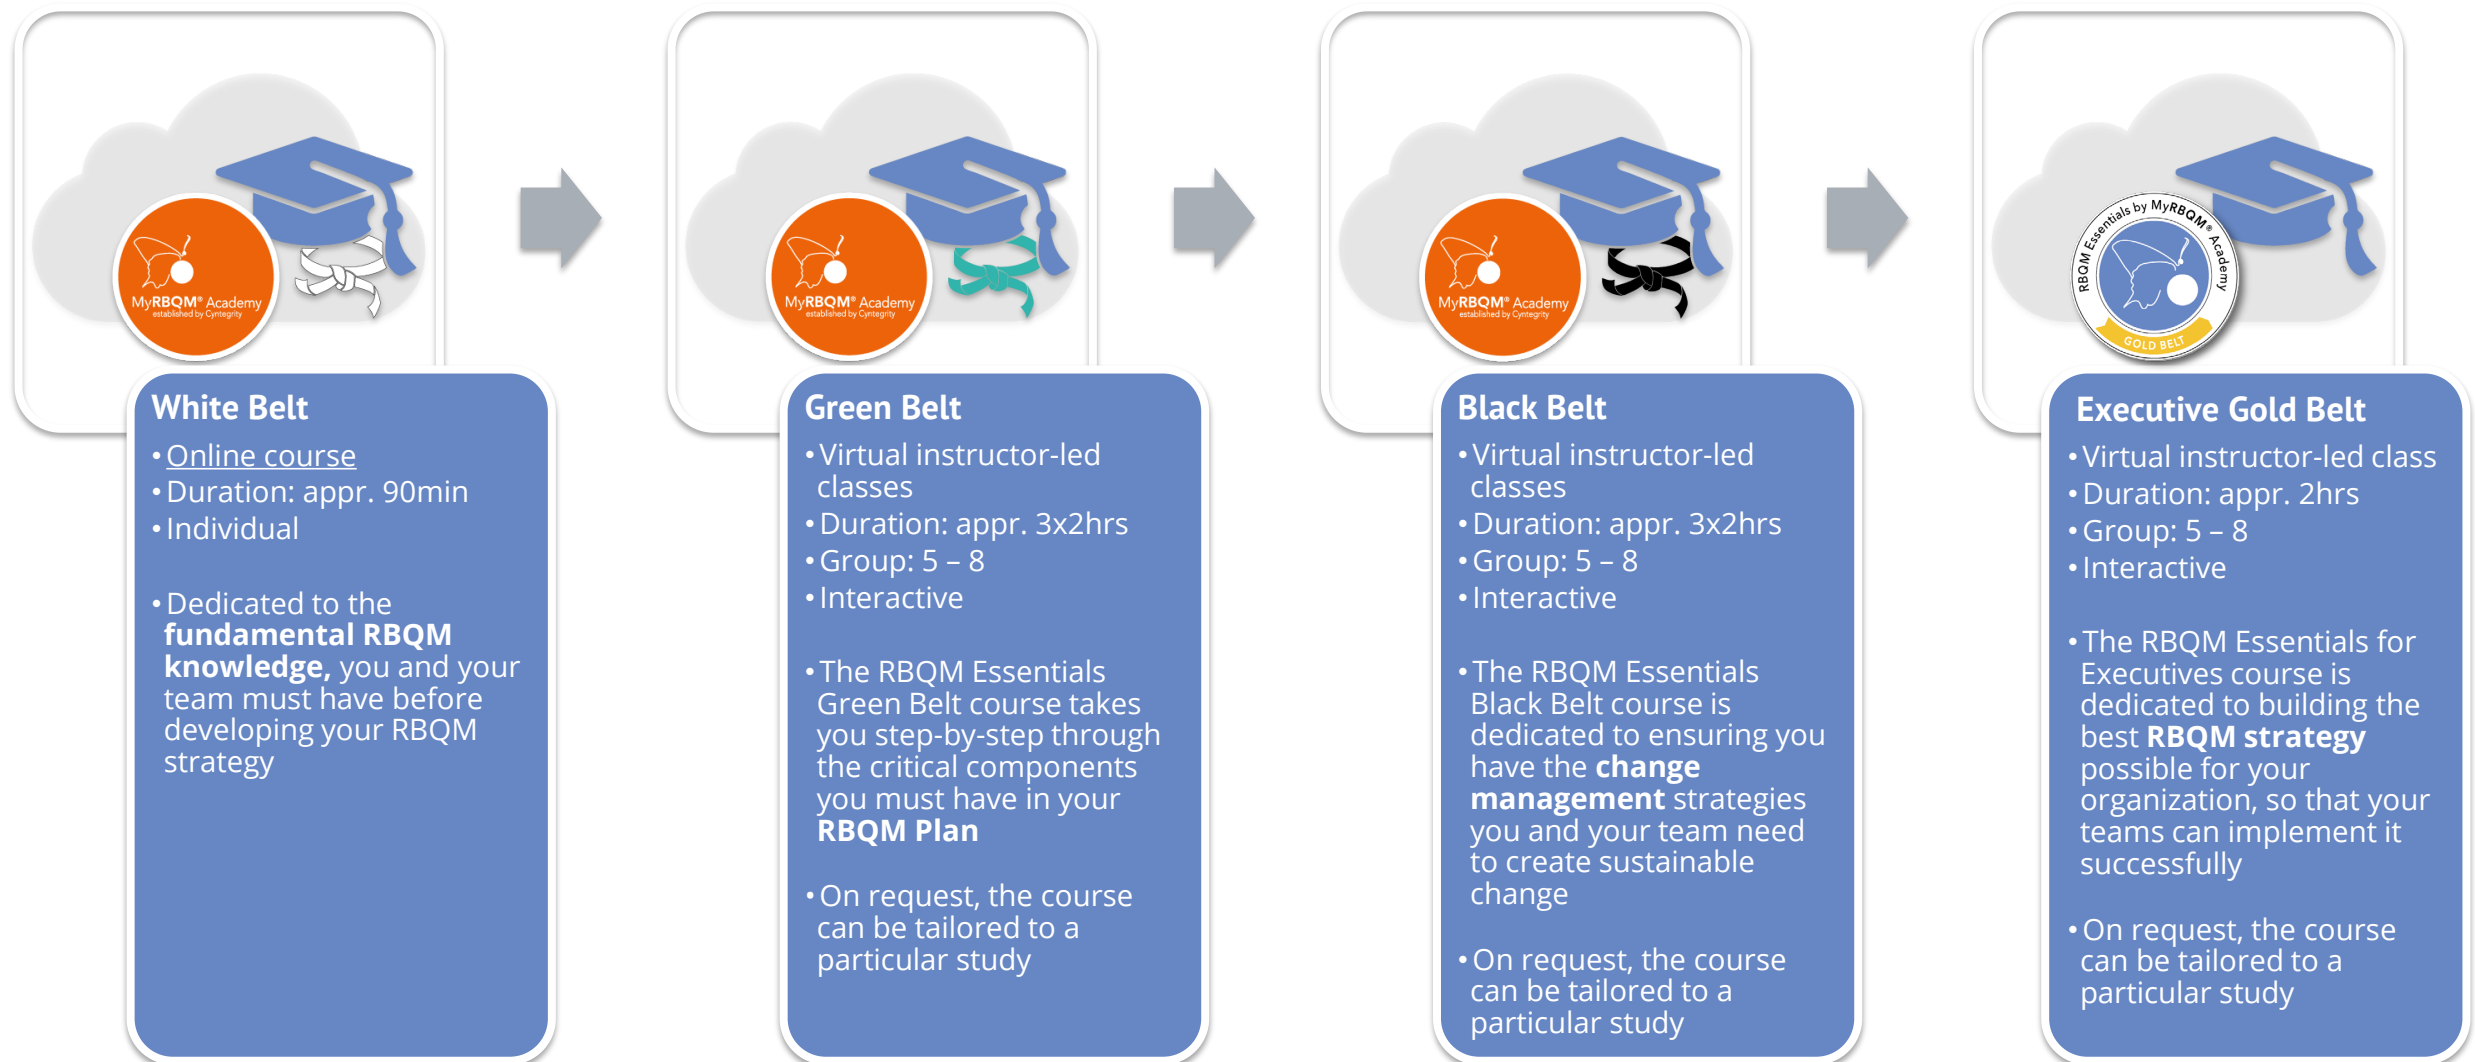 MyRBQM® Academy
established by Cyntegrity
White Belt
• Online course
• Duration: appr. 90min
• Individual
• Dedicated to the
fundamental RBQM
knowledge, you and your
team must have before
developing your RBQM
strategy
MyRBQM® Academy
established by Cyntegrity
Green Belt
• Virtual instructor-led
classes
• Duration: appr. 3x2hrs
• Group: 5 – 8
• Interactive
• The RBQM Essentials
Green Belt course takes
you step-by-step through
the critical components
you must have in your
RBQM Plan
• On request, the course
can be tailored to a
particular study
MyRBQM® Academy
established by Cyntegrity
Black Belt
• Virtual instructor-led
classes
• Duration: appr. 3x2hrs
• Group: 5 – 8
• Interactive
• The RBQM Essentials
Black Belt course is
dedicated to ensuring you
have the change
management strategies
you and your team need
to create sustainable
change
• On request, the course
can be tailored to a
particular study
RBQM Essentials by MyRBQM® Academy
GOLD BELT
Executive Gold Belt
• Virtual instructor-led class
• Duration: appr. 2hrs
• Group: 5 – 8
• Interactive
• The RBQM Essentials for
Executives course is
dedicated to building the
best RBQM strategy
possible for your
organization, so that your
teams can implement it
successfully
• On request, the course
can be tailored to a
particular study